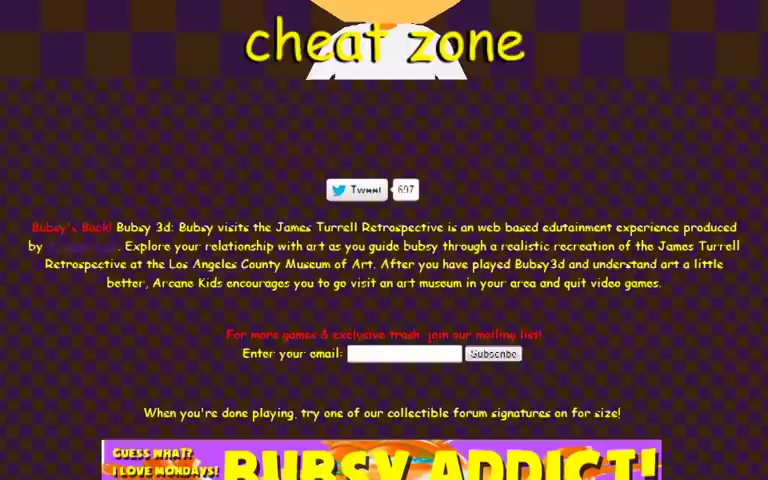 cheat zone
Tweet 697
Bubsy's Back! Bubsy 3d: Bubsy visits the James Turrell Retrospective is an web based edutainment experience produced
by . Explore your relationship with art as you guide bubsy through a realistic recreation of the James Turrell
Retrospective at the Los Angeles County Museum of Art. After you have played Bubsy3d and understand art a little
better, Arcane Kids encourages you to go visit an art museum in your area and quit video games.
For more games & exclusive trash, join our mailing list!
Enter your email: Subscribe
When you're done playing, try one of our collectible forum signatures on for size!
GUESS WHAT?
I LOVE MONDAYS!
BUBSY ADDICT!